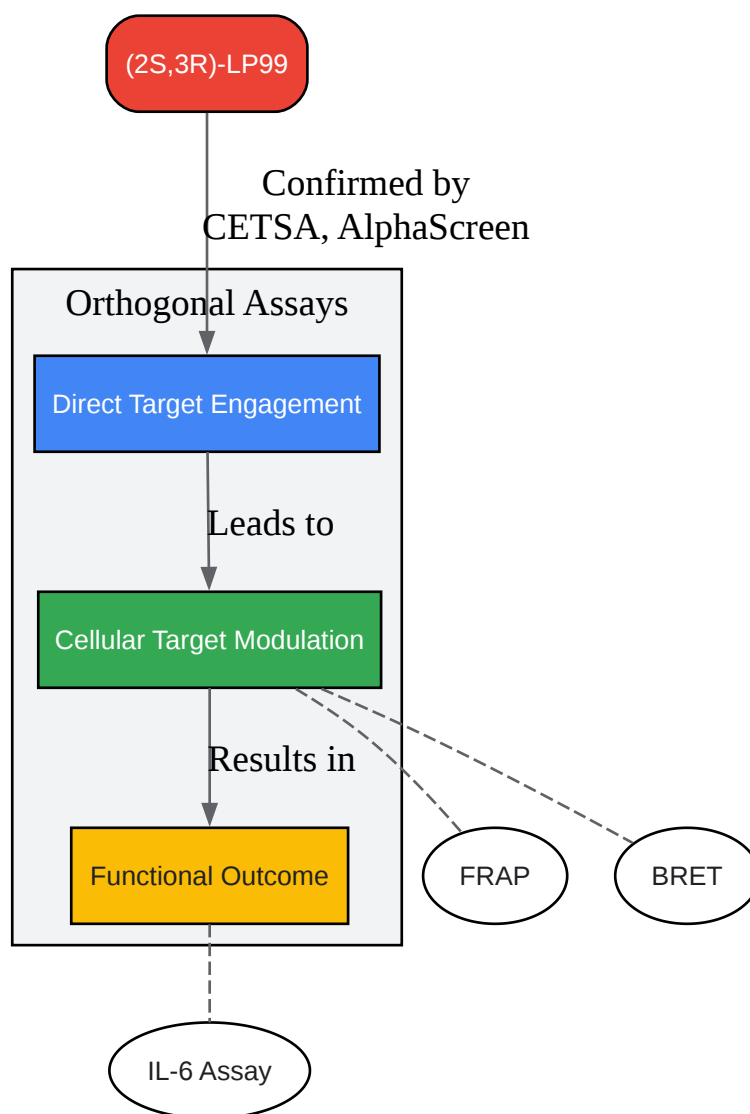 (2S,3R)-LP99
Confirmed by
CETSA, AlphaScreen
Orthogonal Assays
Direct Target Engagement
Leads to
Cellular Target Modulation
Results in
Functional Outcome
FRAP
BRET
IL-6 Assay